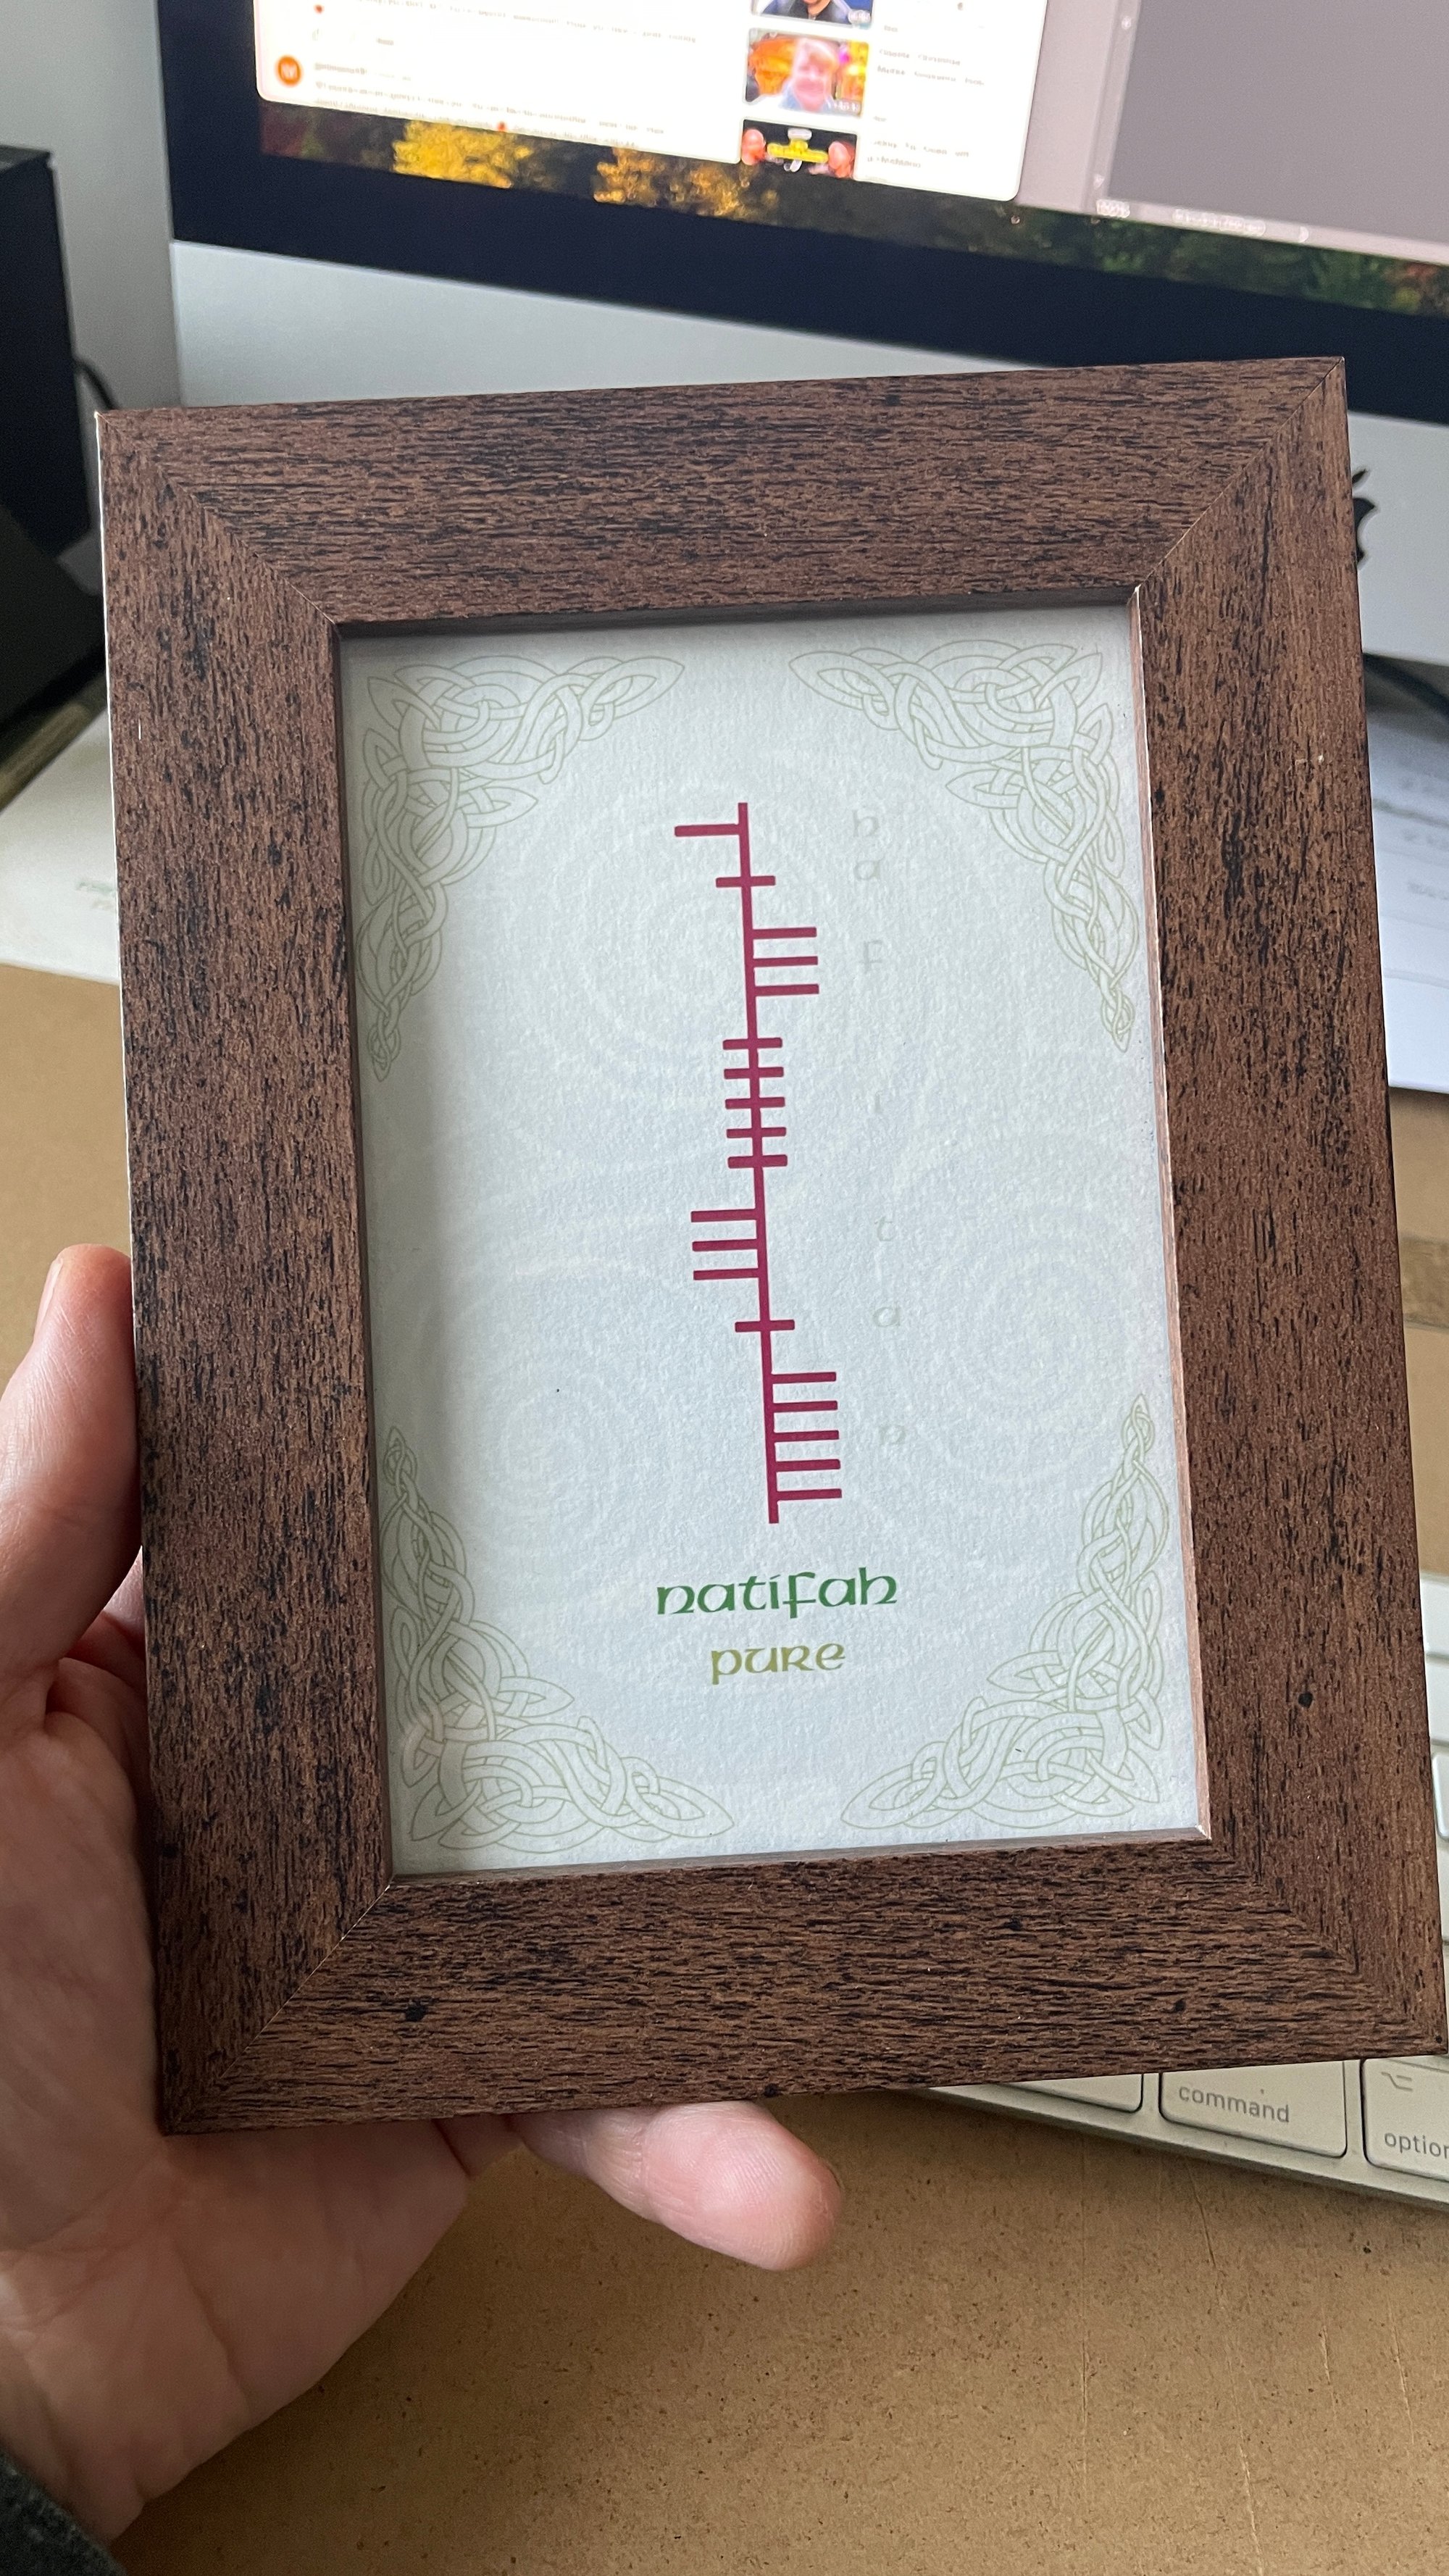 ᚅᚐᚈᚔᚃᚐᚆ
h
a
f
i
t
a
n
natifah
pure
command